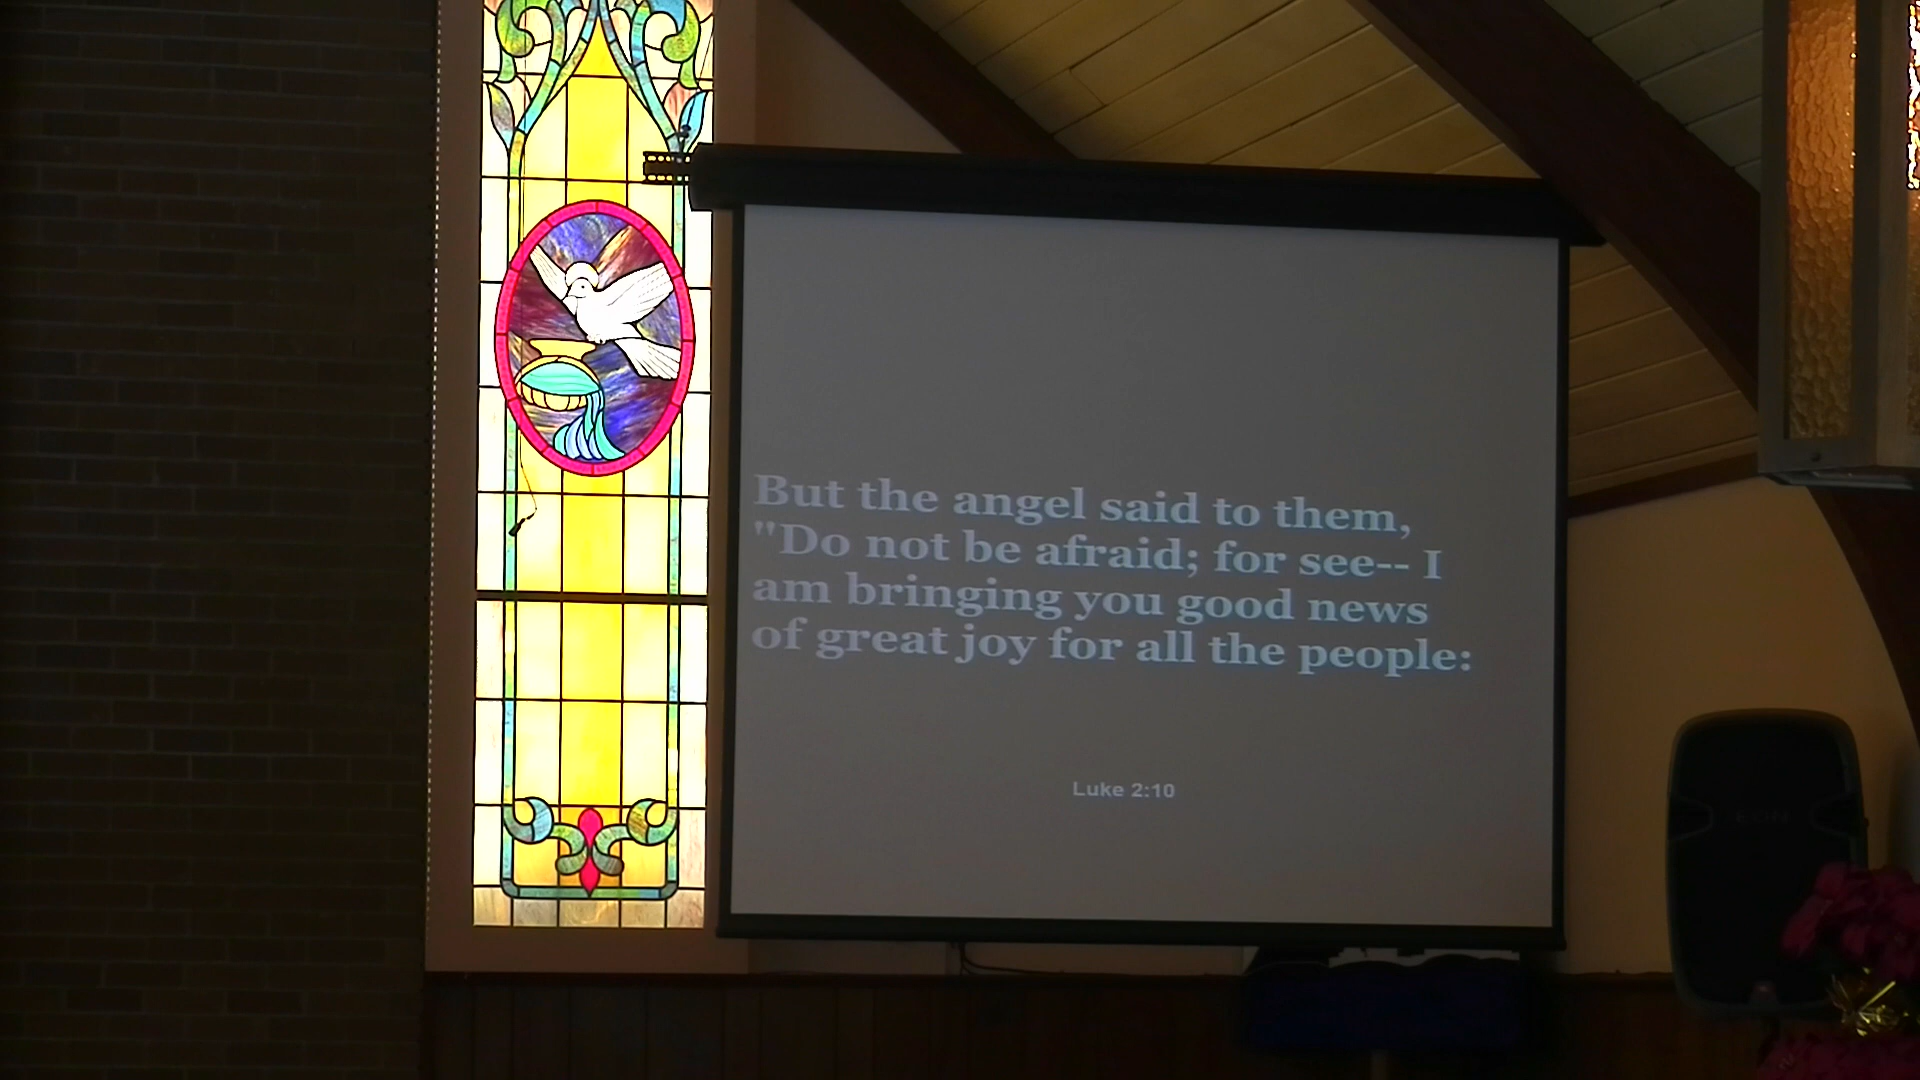 But the angel said to them,
"Do not be afraid; for see-- I
am bringing you good news
of great joy for all the people:
Luke 2:10